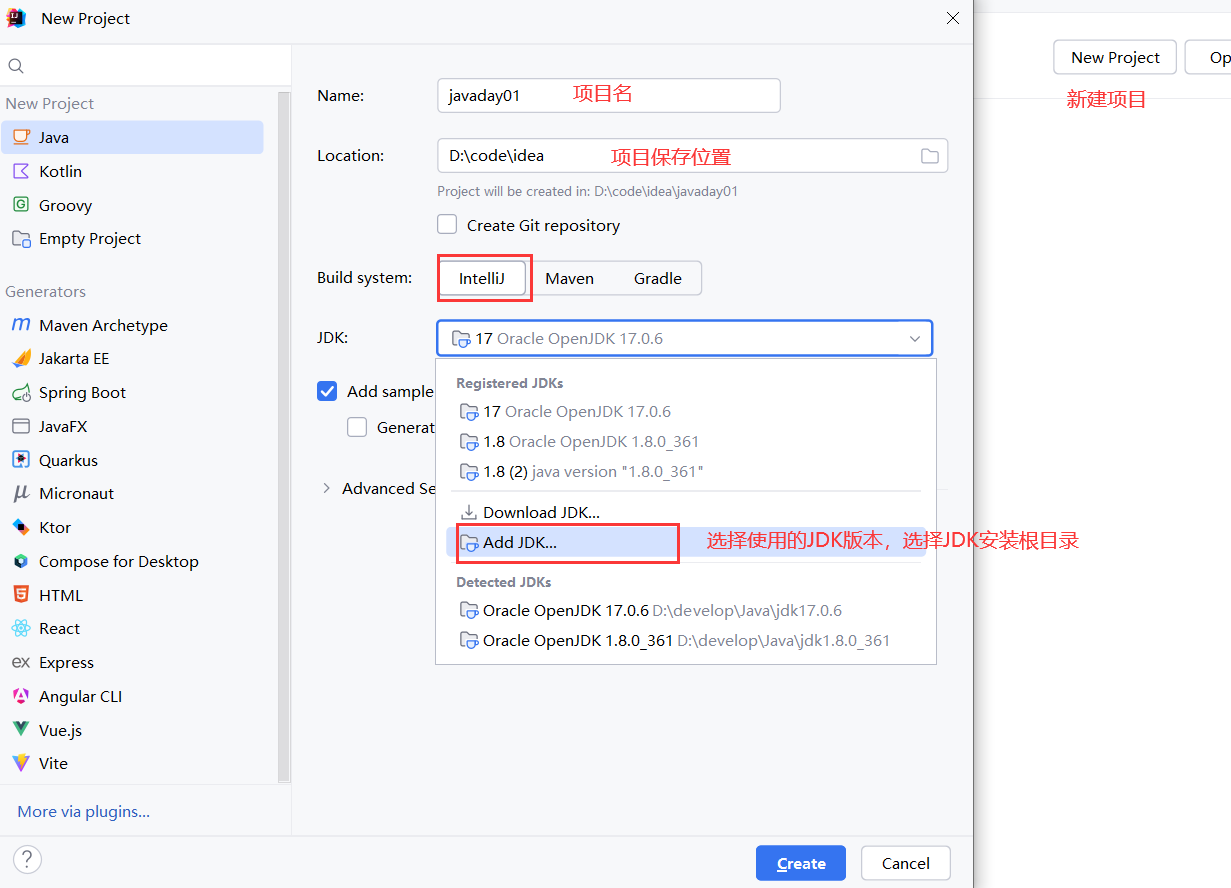 New Project
New Project
Op
新建项目
New Project
Java
Kotlin
Groovy
Empty Project
Generators
Maven Archetype
Jakarta EE
Spring Boot
JavaFX
Quarkus
Micronaut
Ktor
Compose for Desktop
HTML
React
ex Express
Angular CLI
Vue.js
Vite
More via plugins...
?
Name:
javaday01
项目名
Location:
D:\code\idea
项目保存位置
Project will be created in: D:\code\idea\javaday01
Create Git repository
Build system:
IntelliJ
Maven
Gradle
JDK:
17 Oracle OpenJDK 17.0.6
Add sample
Generat
Advanced Se
Registered JDKs
17 Oracle OpenJDK 17.0.6
1.8 Oracle OpenJDK 1.8.0_361
1.8 (2) java version "1.8.0_361"
Download JDK...
Add JDK...
选择使用的JDK版本，选择JDK安装根目录
Detected JDKs
Oracle OpenJDK 17.0.6 D:\develop\Java\jdk17.0.6
Oracle OpenJDK 1.8.0_361 D:\develop\Java\jdk1.8.0_361
Create
Cancel